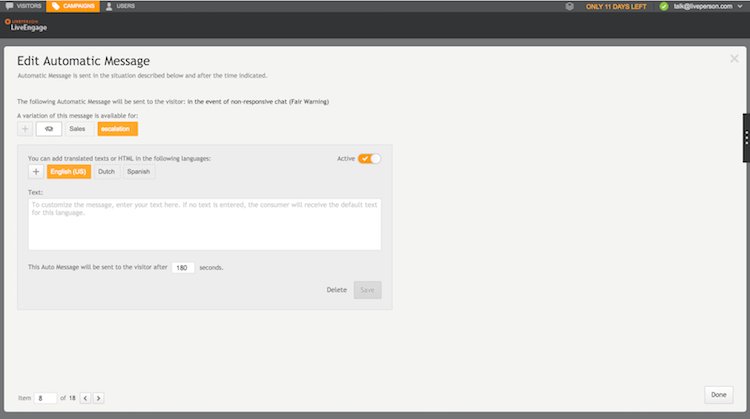 VISITORS CAMPAIGNS USERS ONLY 11 DAYS LEFT talk@liveperson.com
LIVEPERSON
LiveEngage
Edit Automatic Message
Automatic Message is sent in the situation described below and after the time indicated.
The following Automatic Message will be sent to the visitor: in the event of non-responsive chat (Fair Warning)
A variation of this message is available for:
+ Sales escalation
You can add translated texts or HTML in the following languages: Active
+ English (US) Dutch Spanish
Text:
To customize the message, enter your text here. If no text is entered, the consumer will receive the default text
for this language.
This Auto Message will be sent to the visitor after 180 seconds.
Delete Save
Item 8 of 18 < >
Done